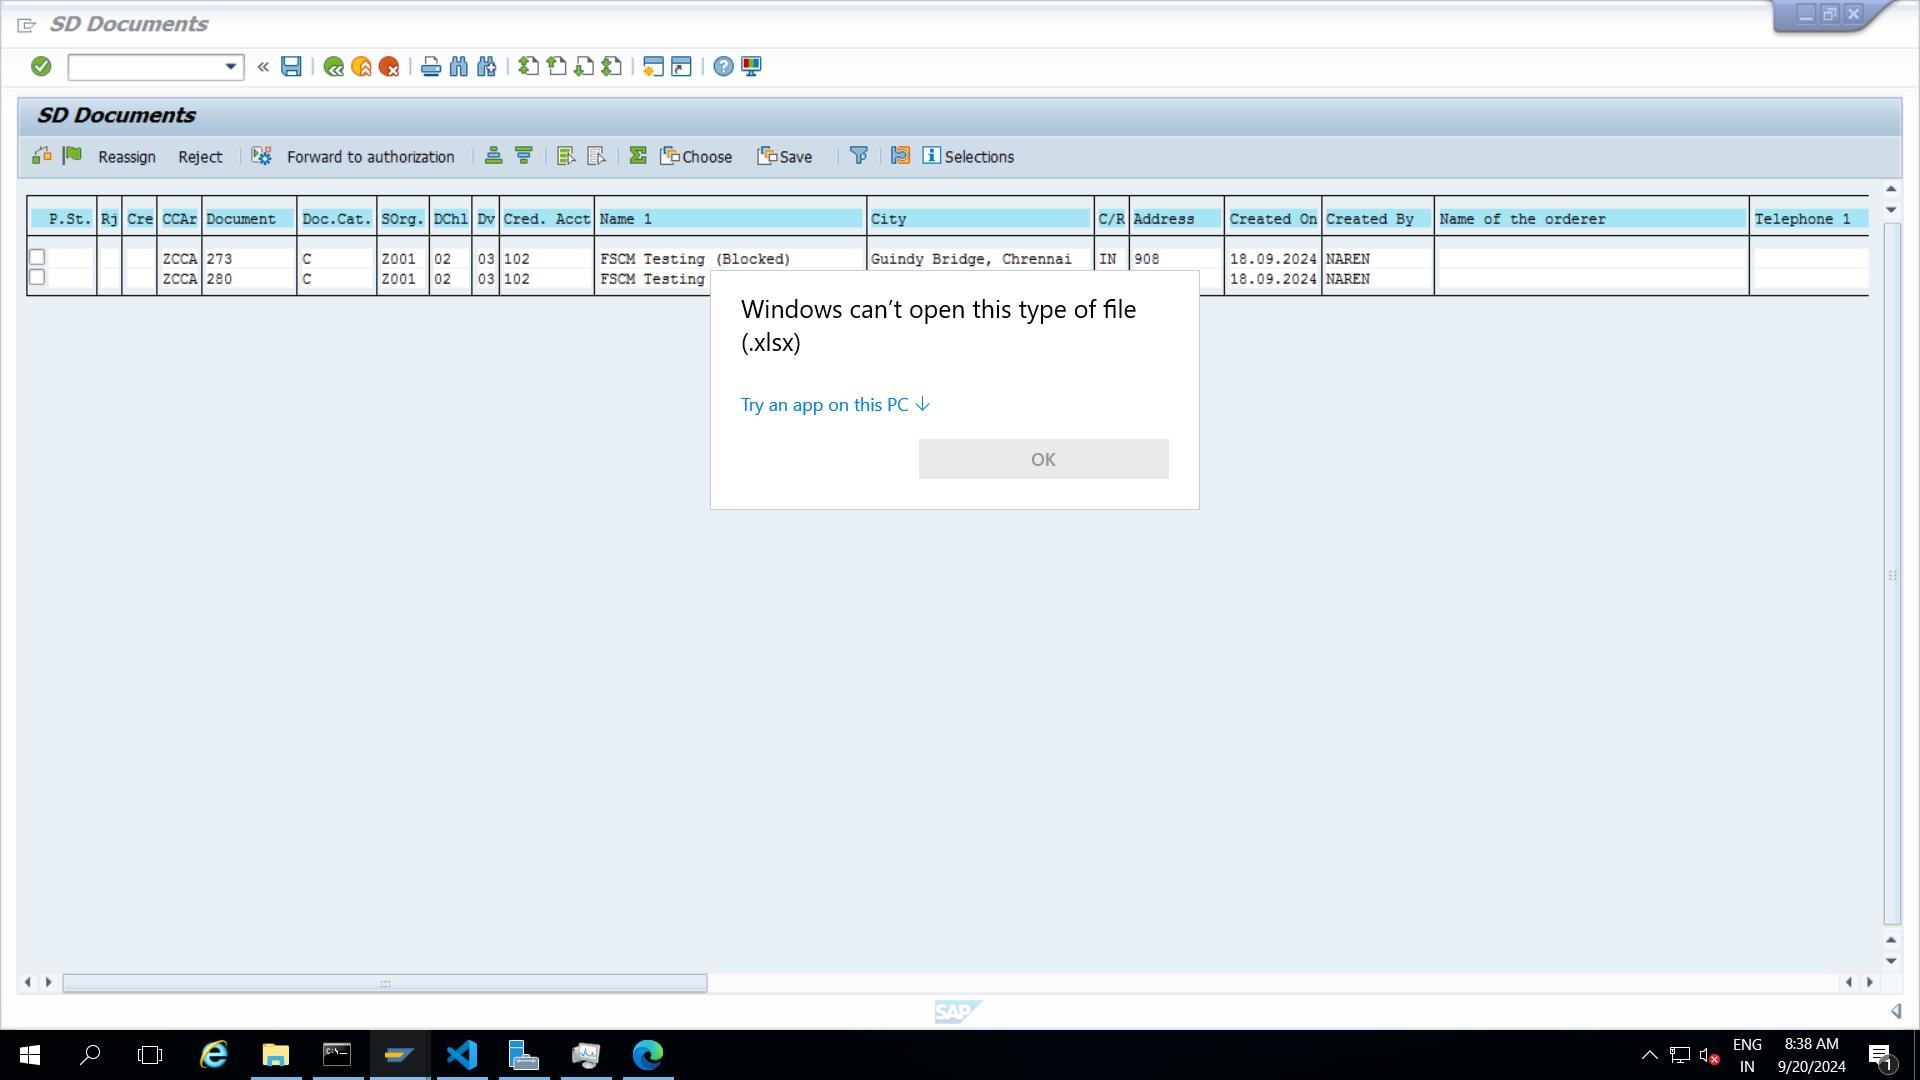 SD Documents
SD Documents
Reassign Reject Forward to authorization Choose Save Selections
P.St. Rj Cre CCAr Document Doc.Cat. SOrg. DChl Dv Cred. Acct Name 1 City C/R Address Created On Created By Name of the orderer Telephone 1
ZCCA 273 C Z001 02 03 102 FSCM Testing (Blocked) Guindy Bridge, Chrennai IN 908 18.09.2024 NAREN
ZCCA 280 C Z001 02 03 102 FSCM Testing 18.09.2024 NAREN
Windows can't open this type of file
(.xlsx)
Try an app on this PC
OK
SAP
ENG
IN
8:38 AM
9/20/2024
1